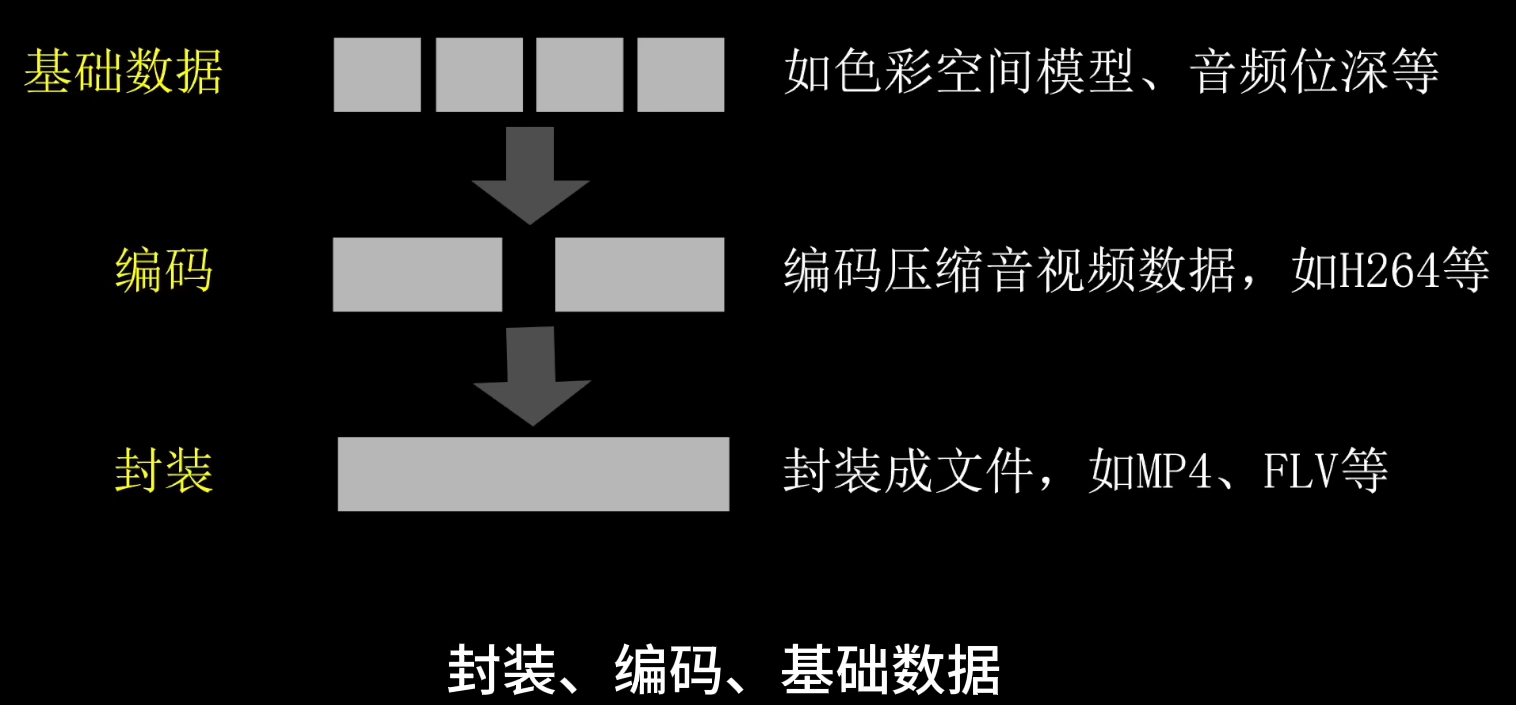 基础数据 如色彩空间模型、音频位深等
编码 编码压缩音视频数据，如H264等
封装 封装成文件，如MP4、FLV等
封装、编码、基础数据